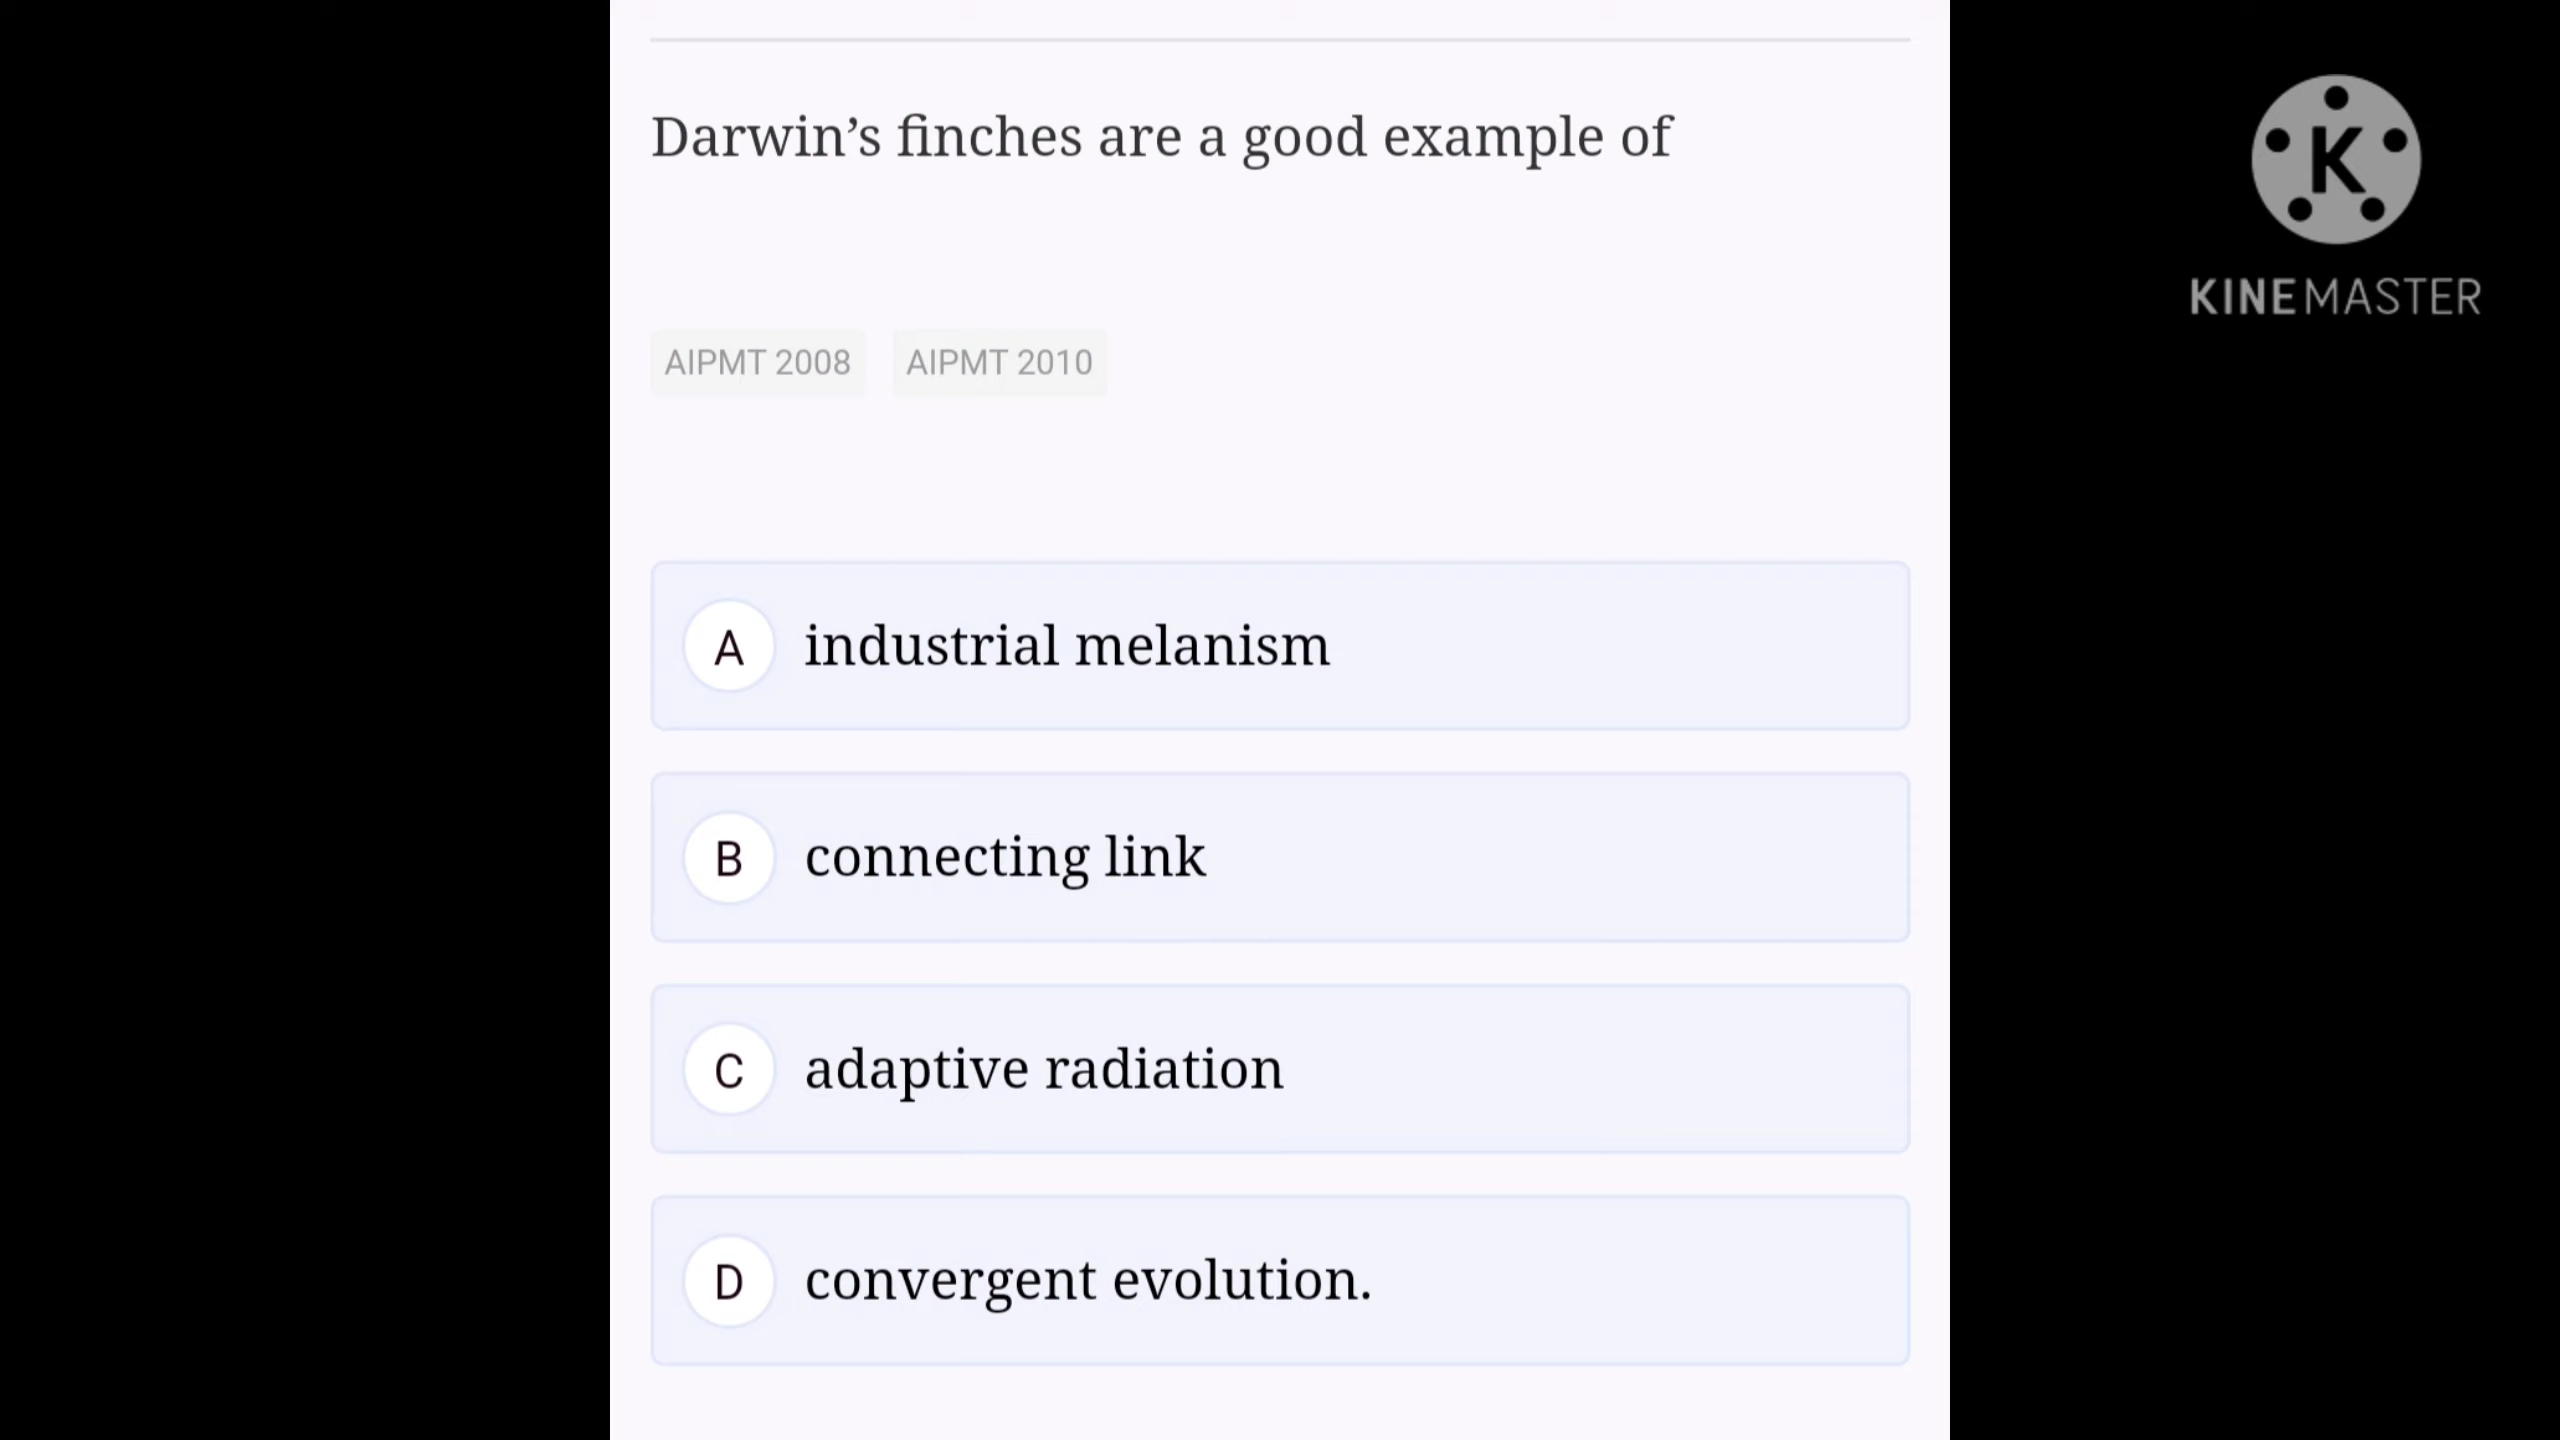 Darwin’s finches are a good example of
AIPMT 2008 AIPMT 2010
A industrial melanism
B connecting link
C adaptive radiation
D convergent evolution.
K
KINEMASTER